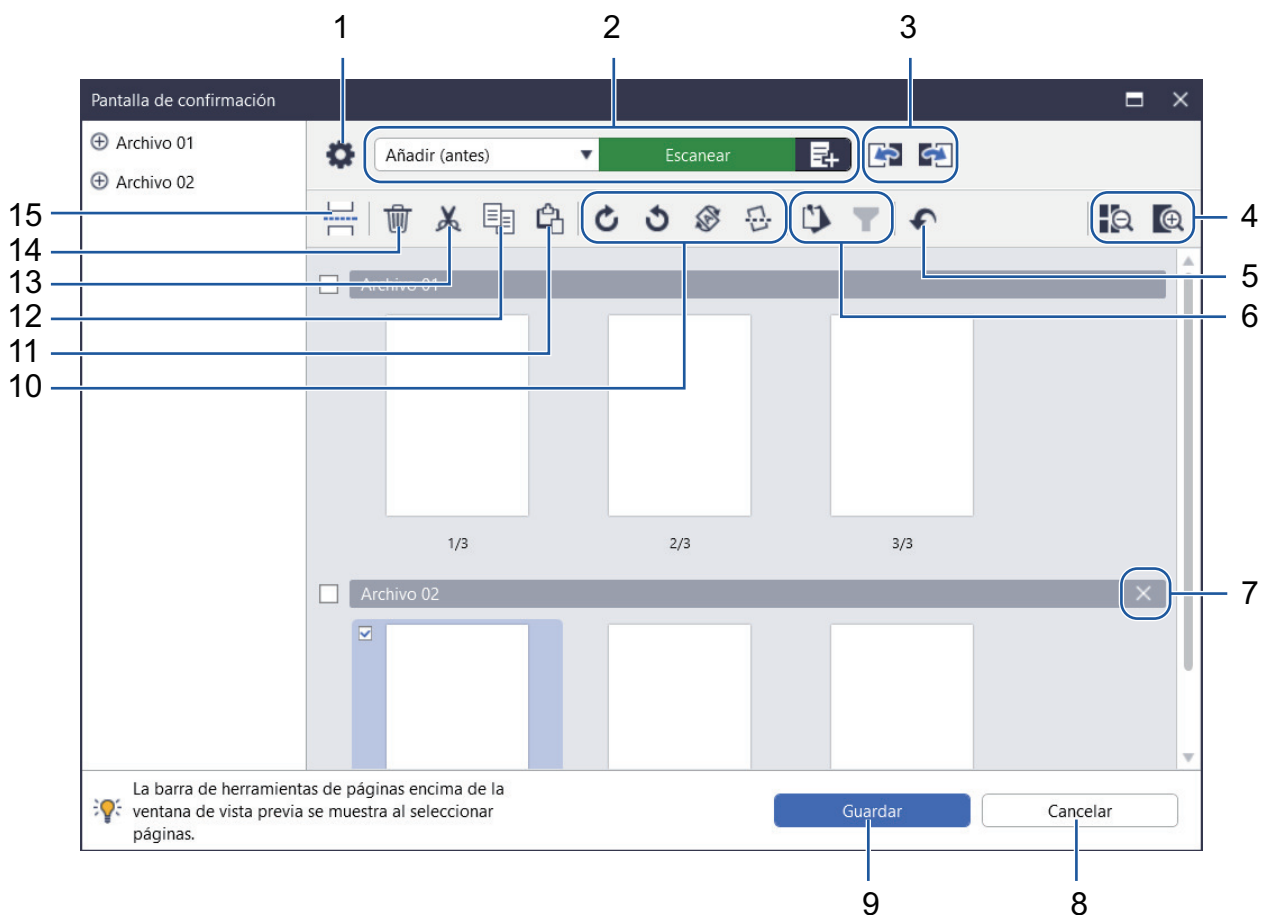 1 2 3
Pantalla de confirmación
Archivo 01
Archivo 02
Añadir (antes)
Escanear
15
14
13
12
11
10
4
5
6
Archivo 01
1/3 2/3 3/3
Archivo 02
7
La barra de herramientas de páginas encima de la
ventana de vista previa se muestra al seleccionar
páginas.
Guardar
Cancelar
9 8